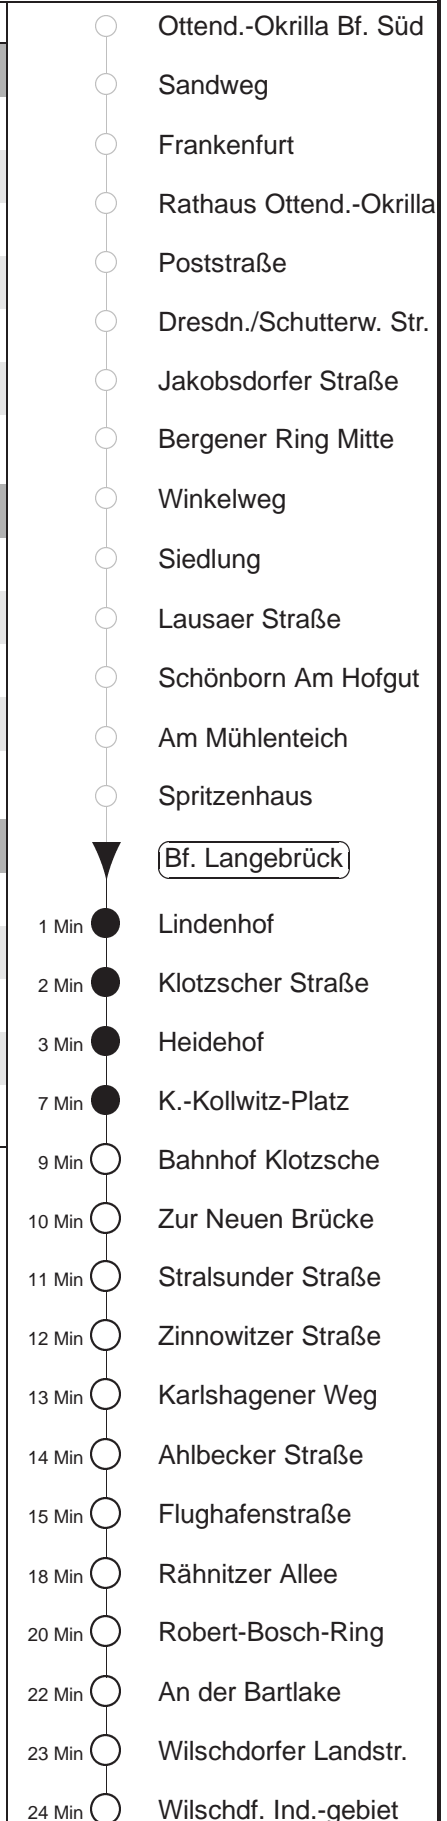 Ottend.-Okrilla Bf. Süd
Sandweg
Frankenfurt
Rathaus Ottend.-Okrilla
Poststraße
Dresdn./Schutterw. Str.
Jakobsdorfer Straße
Bergener Ring Mitte
Winkelweg
Siedlung
Lausaer Straße
Schönborn Am Hofgut
Am Mühlenteich
Spritzenhaus
Bf. Langebrück
1 Min Lindenhof
2 Min Klotzscher Straße
3 Min Heidehof
7 Min K.-Kollwitz-Platz
9 Min Bahnhof Klotzsche
10 Min Zur Neuen Brücke
11 Min Stralsunder Straße
12 Min Zinnowitzer Straße
13 Min Karlshagener Weg
14 Min Ahlbecker Straße
15 Min Flughafenstraße
18 Min Rähnitzer Allee
20 Min Robert-Bosch-Ring
22 Min An der Bartlake
23 Min Wilschdorfer Landstr.
24 Min Wilschdf. Ind.-gebiet